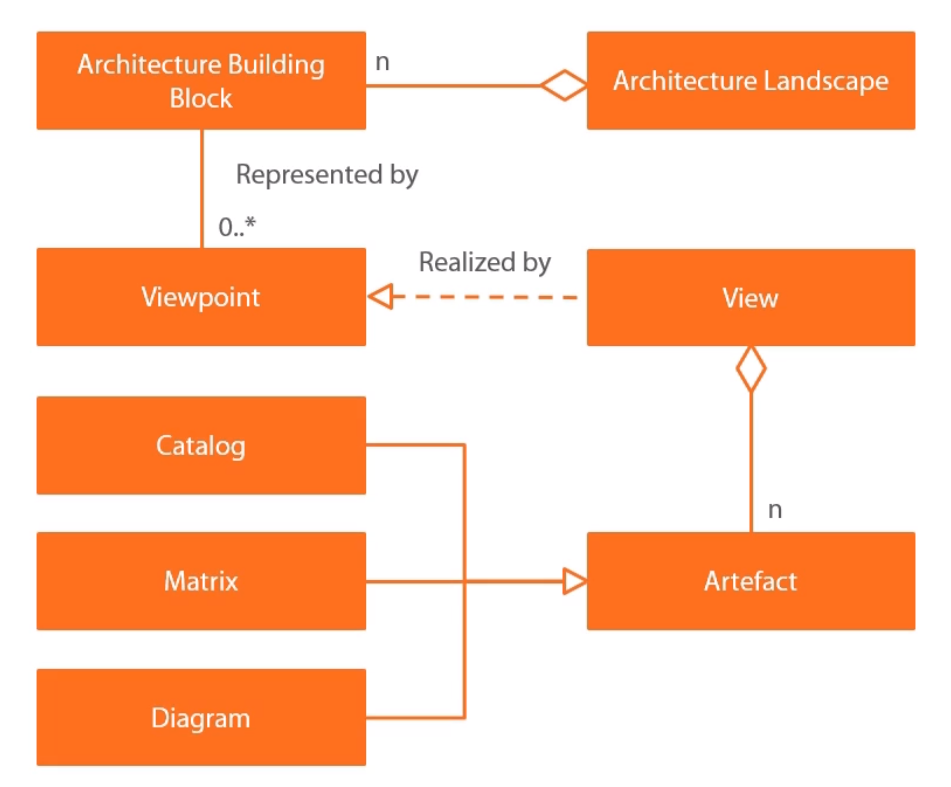 Architecture Building
Block
n
Architecture Landscape
Represented by
0..*
Viewpoint
Realized by
View
Catalog
n
Matrix
Artefact
Diagram